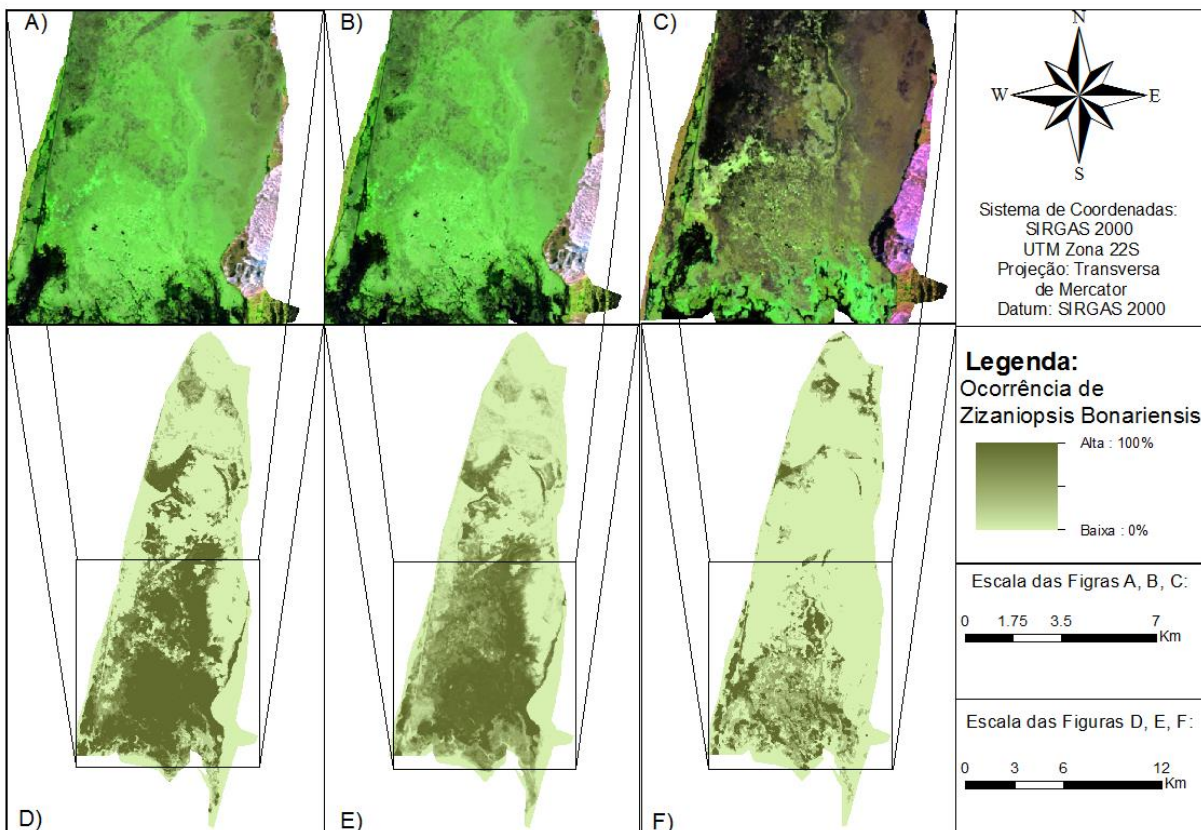 A)
B)
C)
N
W
E
S
Sistema de Coordenadas:
SIRGAS 2000
UTM Zona 22S
Projeção: Transversa
de Mercator
Datum: SIRGAS 2000
Legenda:
Ocorrência de
Zizaniopsis Bonariensis
Alta : 100%
Baixa : 0%
Escala das Figras A, B, C:
0 1.75 3.5 7
Km
Escala das Figuras D, E, F:
0 3 6 12
Km
D)
E)
F)